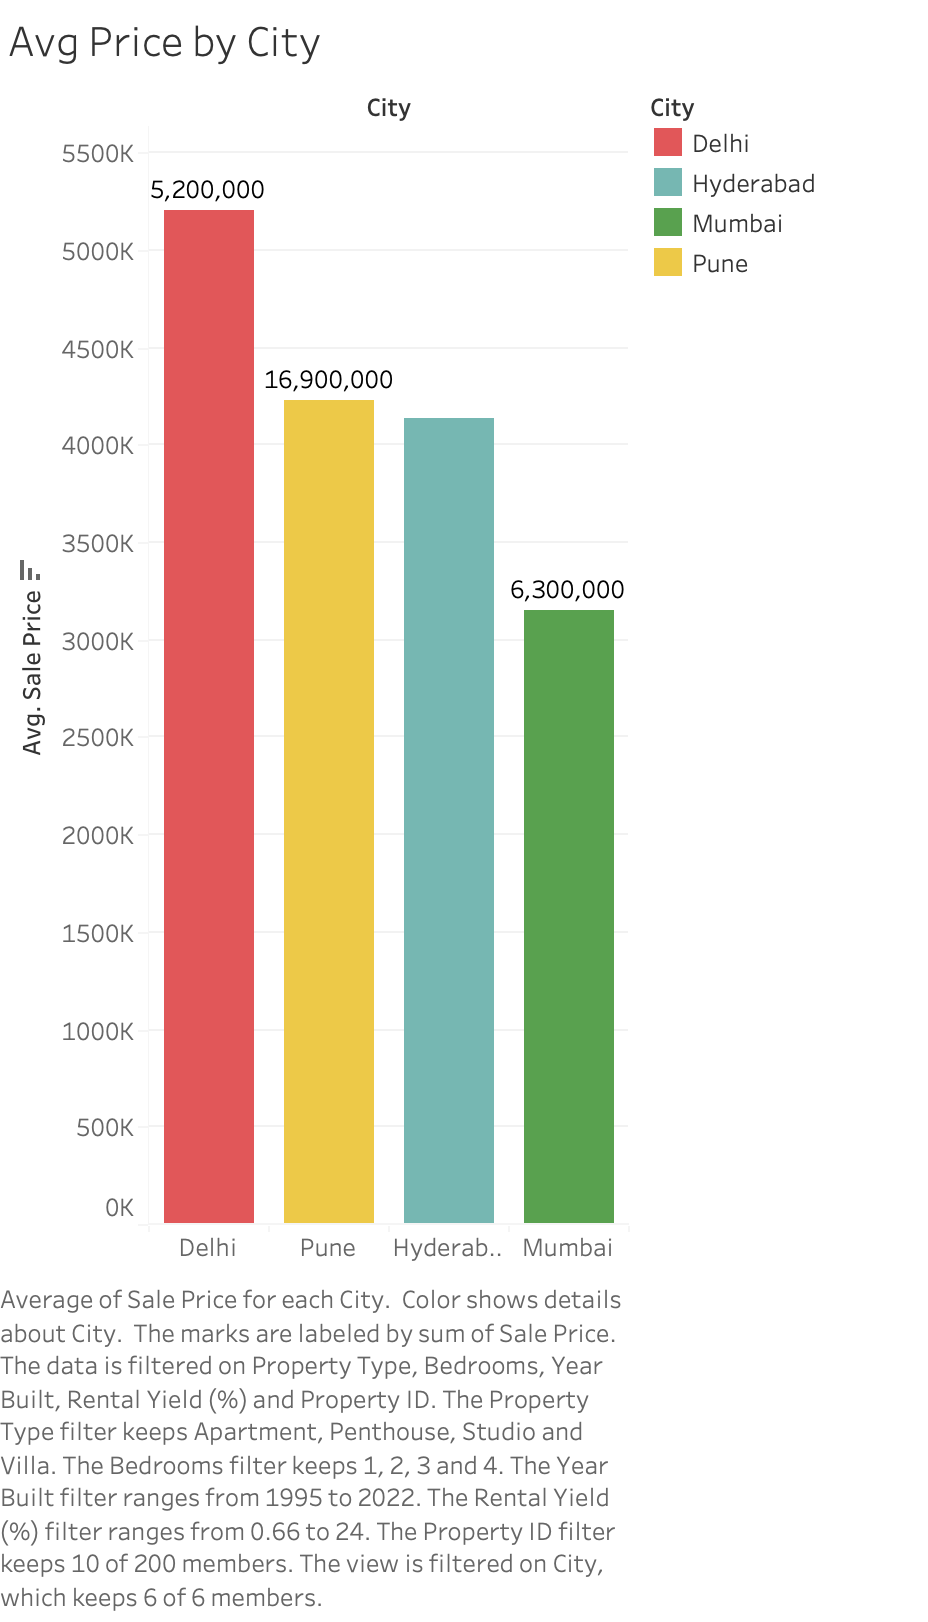 Avg Price by City
City
5500K
5000K
4500K
4000K
3500K
3000K
2500K
2000K
1500K
1000K
500K
0K
Avg. Sale Price
5,200,000
16,900,000
6,300,000
Delhi Pune Hyderab.. Mumbai
City
Delhi
Hyderabad
Mumbai
Pune
Average of Sale Price for each City.  Color shows details
about City.  The marks are labeled by sum of Sale Price.
The data is filtered on Property Type, Bedrooms, Year
Built, Rental Yield (%) and Property ID. The Property
Type filter keeps Apartment, Penthouse, Studio and
Villa. The Bedrooms filter keeps 1, 2, 3 and 4. The Year
Built filter ranges from 1995 to 2022. The Rental Yield
(%) filter ranges from 0.66 to 24. The Property ID filter
keeps 10 of 200 members. The view is filtered on City,
which keeps 6 of 6 members.